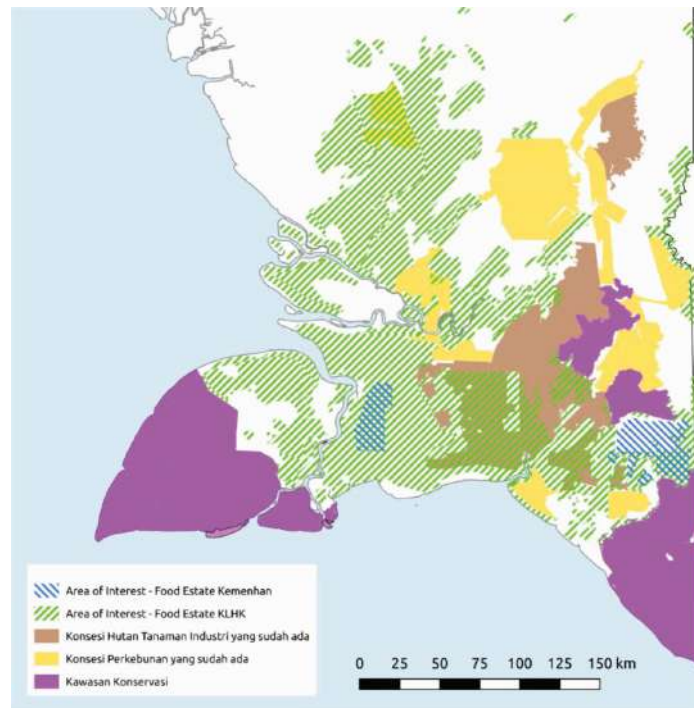 Area of Interest - Food Estate Kemenhan
Area of Interest - Food Estate KLHK
Konsesi Hutan Tanaman Industri yang sudah ada
Konsesi Perkebunan yang sudah ada
Kawasan Konservasi
0 25 50 75 100 125 150 km